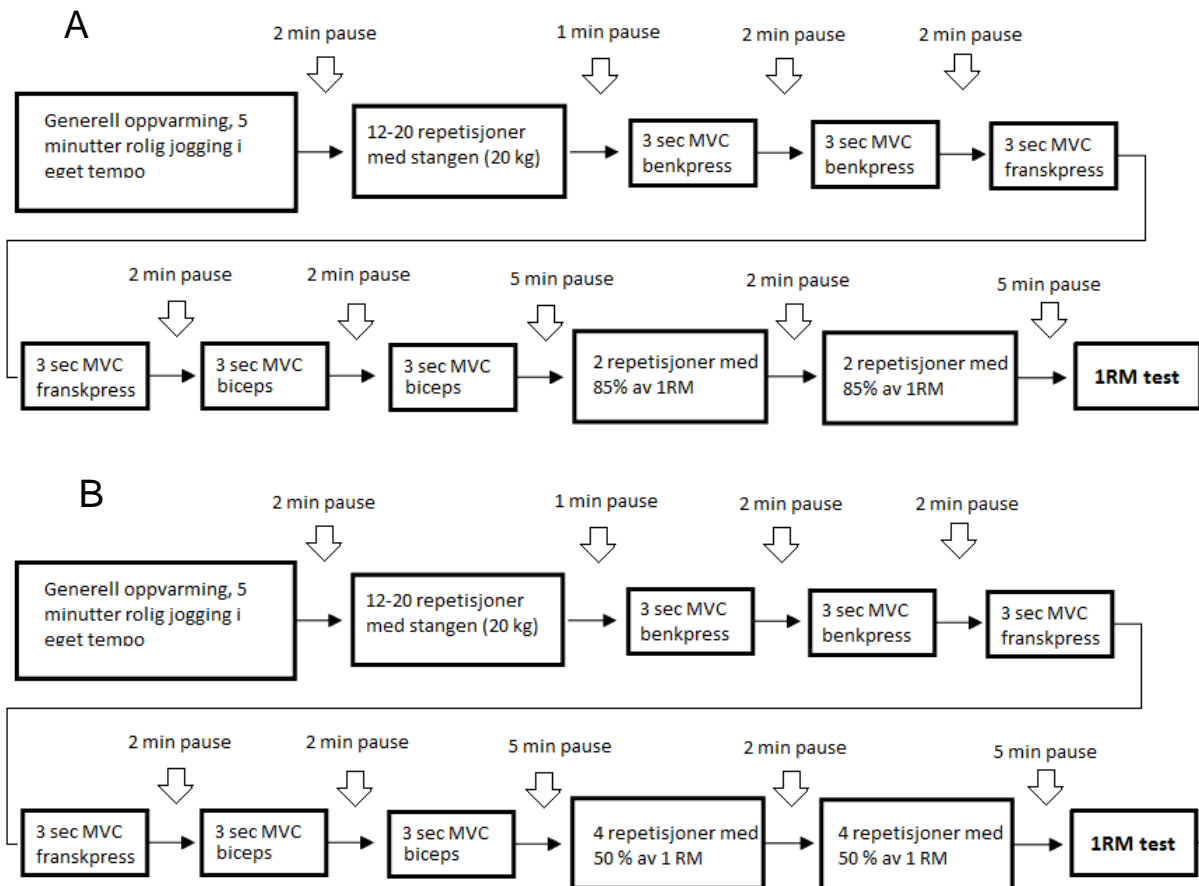 A
2 min pause
1 min pause
2 min pause
2 min pause
Generell oppvarming, 5
minutter rolig jogging i
eget tempo
12-20 repetisjoner
med stangen (20 kg)
3 sec MVC
benkpress
3 sec MVC
benkpress
3 sec MVC
franskpress
2 min pause
2 min pause
5 min pause
2 min pause
5 min pause
3 sec MVC
franskpress
3 sec MVC
biceps
3 sec MVC
biceps
2 repetisjoner med
85% av 1RM
2 repetisjoner med
85% av 1RM
1RM test
B
2 min pause
1 min pause
2 min pause
2 min pause
Generell oppvarming, 5
minutter rolig jogging i
eget tempo
12-20 repetisjoner
med stangen (20 kg)
3 sec MVC
benkpress
3 sec MVC
benkpress
3 sec MVC
franskpress
2 min pause
2 min pause
5 min pause
2 min pause
5 min pause
3 sec MVC
franskpress
3 sec MVC
biceps
3 sec MVC
biceps
4 repetisjoner med
50 % av 1 RM
4 repetisjoner med
50 % av 1 RM
1RM test